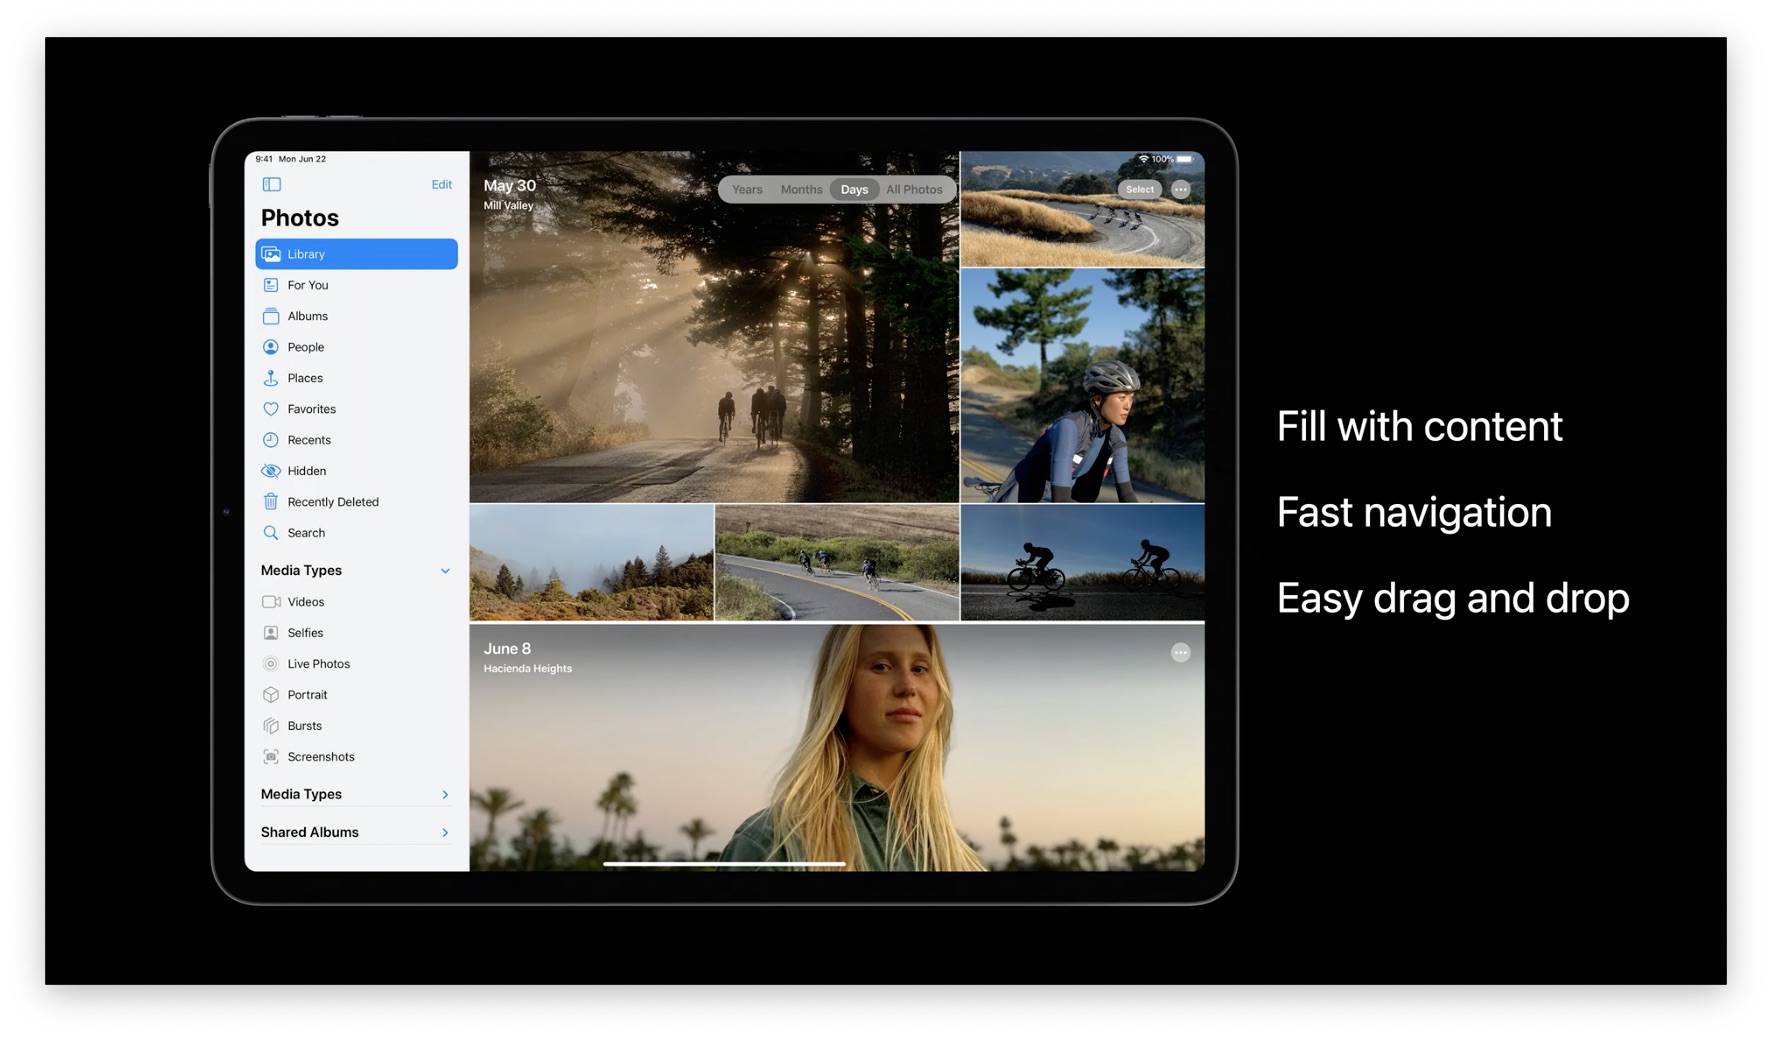 9:41 Mon Jun 22
100%
Edit
Photos
Library
For You
Albums
People
Places
Favorites
Recents
Hidden
Recently Deleted
Search
Media Types
Videos
Selfies
Live Photos
Portrait
Bursts
Screenshots
Media Types
Shared Albums
May 30
Mill Valley
Years Months Days All Photos
Select
June 8
Hacienda Heights
Fill with content
Fast navigation
Easy drag and drop